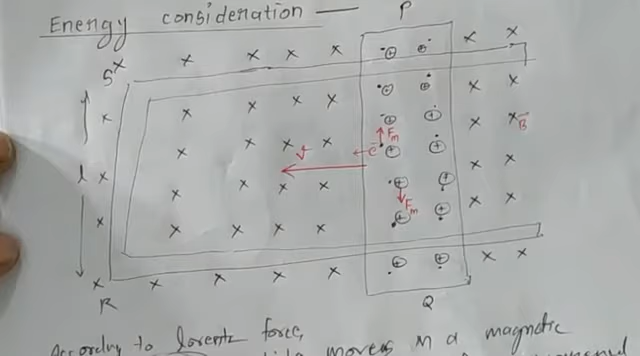 Energy consideration —
P
S
B
Fm
e
v
l
Fm
R
Q
According to lorentz force,
moves in a magnetic